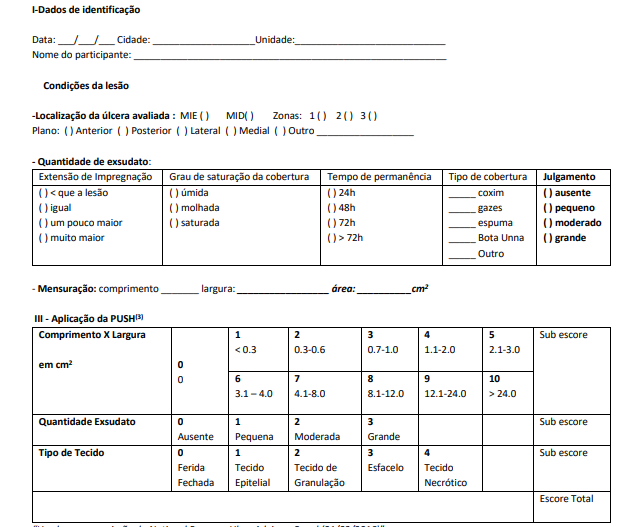 I-Dados de identificação
Data: ___/___/___ Cidade: ___________________Unidade:____________________________
Nome do participante: __________________________________________________________
Condições da lesão
-Localização da úlcera avaliada : MIE ( ) MID( ) Zonas: 1 ( ) 2 ( ) 3 ( )
Plano: ( ) Anterior ( ) Posterior ( ) Lateral ( ) Medial ( ) Outro __________________
- Quantidade de exsudato:
Extensão de Impregnação Grau de saturação da cobertura Tempo de permanência Tipo de cobertura Julgamento
( ) < que a lesão ( ) úmida ( ) 24h _____ coxim ( ) ausente
( ) igual ( ) molhada ( ) 48h _____ gazes ( ) pequeno
( ) um pouco maior ( ) saturada ( ) 72h _____ espuma ( ) moderado
( ) muito maior ( ) > 72h _____ Bota Unna ( ) grande
_____ Outro
- Mensuração: comprimento _______ largura: _________________ área: __________cm²
III - Aplicação da PUSH(3)
Comprimento X Largura 1 2 3 4 5 Sub escore
< 0.3 0.3-0.6 0.7-1.0 1.1-2.0 2.1-3.0
em cm² 0
0 6 7 8 9 10
3.1 – 4.0 4.1-8.0 8.1-12.0 12.1-24.0 > 24.0
Quantidade Exsudato 0 1 2 3 Sub escore
Ausente Pequena Moderada Grande
Tipo de Tecido 0 1 2 3 4 Sub escore
Ferida Tecido Tecido de Esfacelo Tecido
Fechada Epitelial Granulação Necrótico
Escore Total